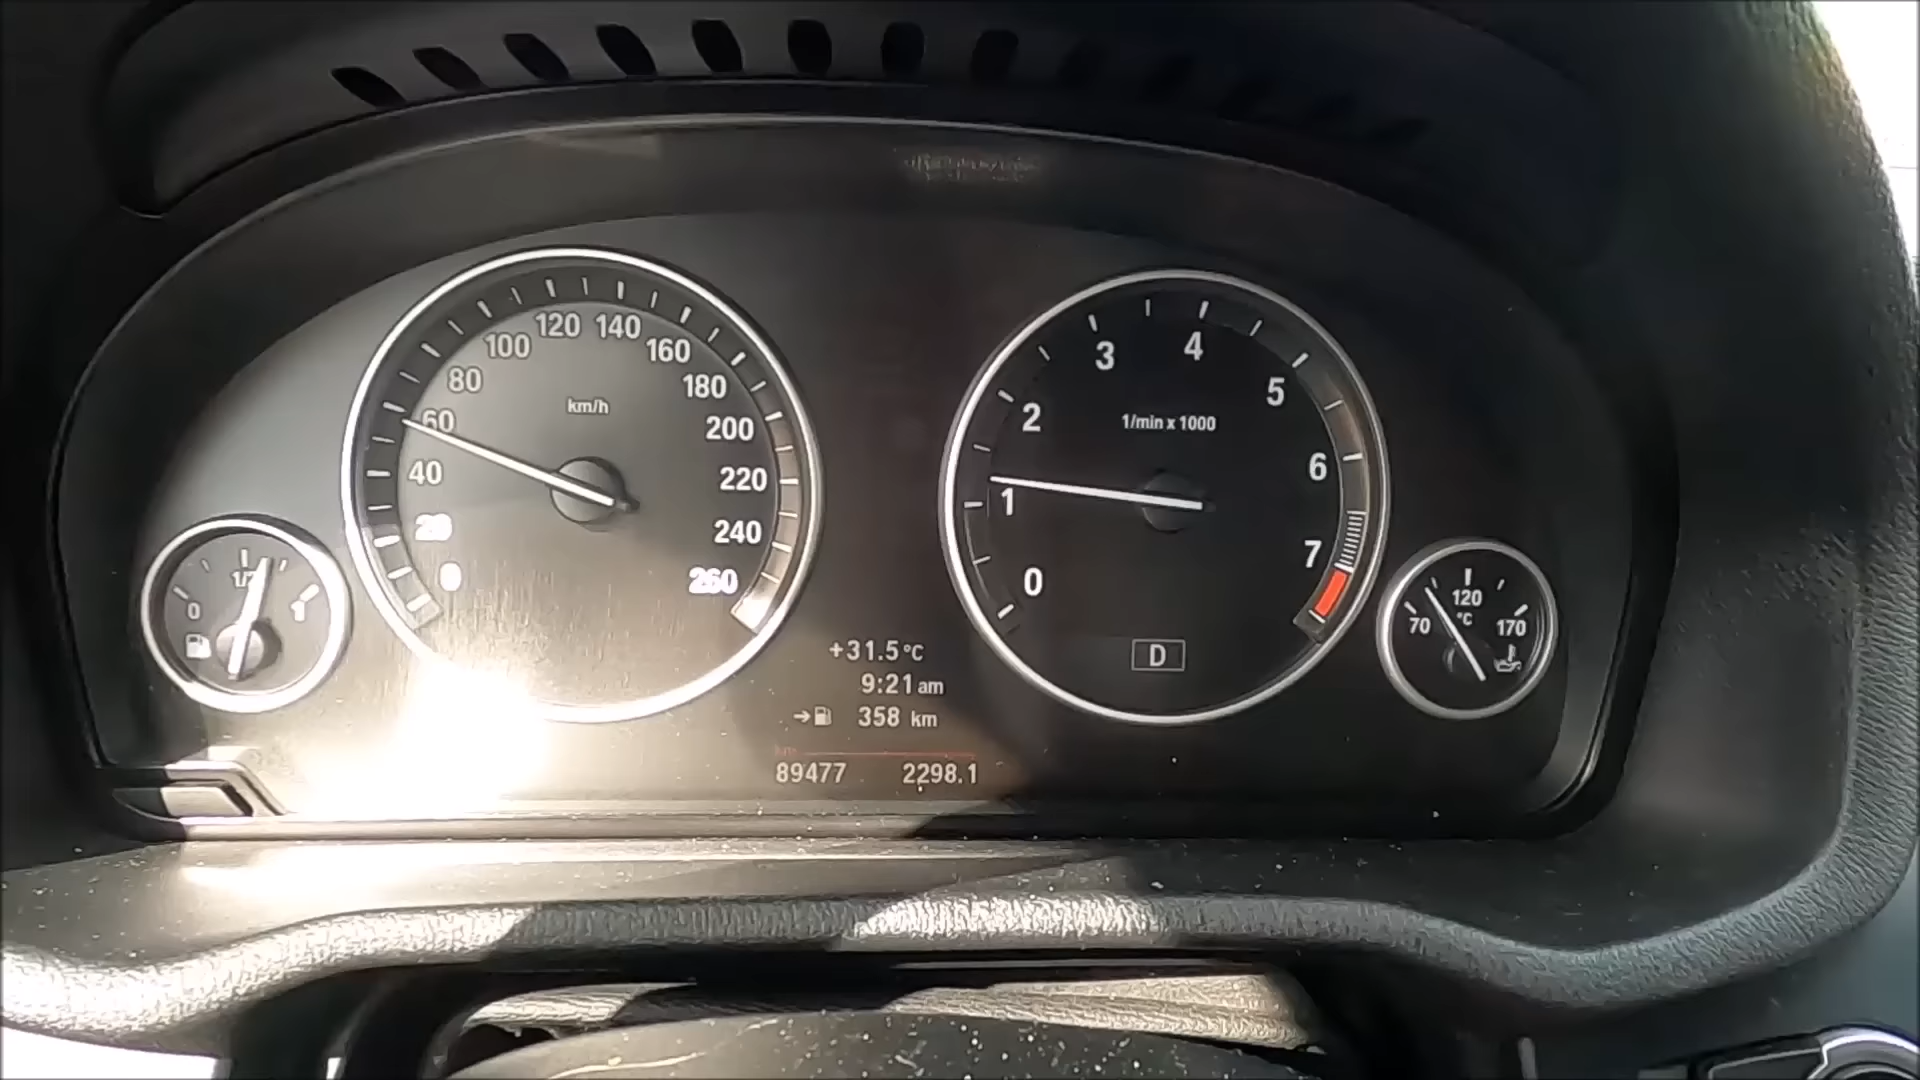 0 20 40 60 80 100 120 140 160 180 200 220 240 260
km/h
0 1 2 3 4 5 6 7
1/min x 1000
D
0 1/2 1
70 120 170
°C
+31.5°C
9:21 am
358 km
89477 2298.1